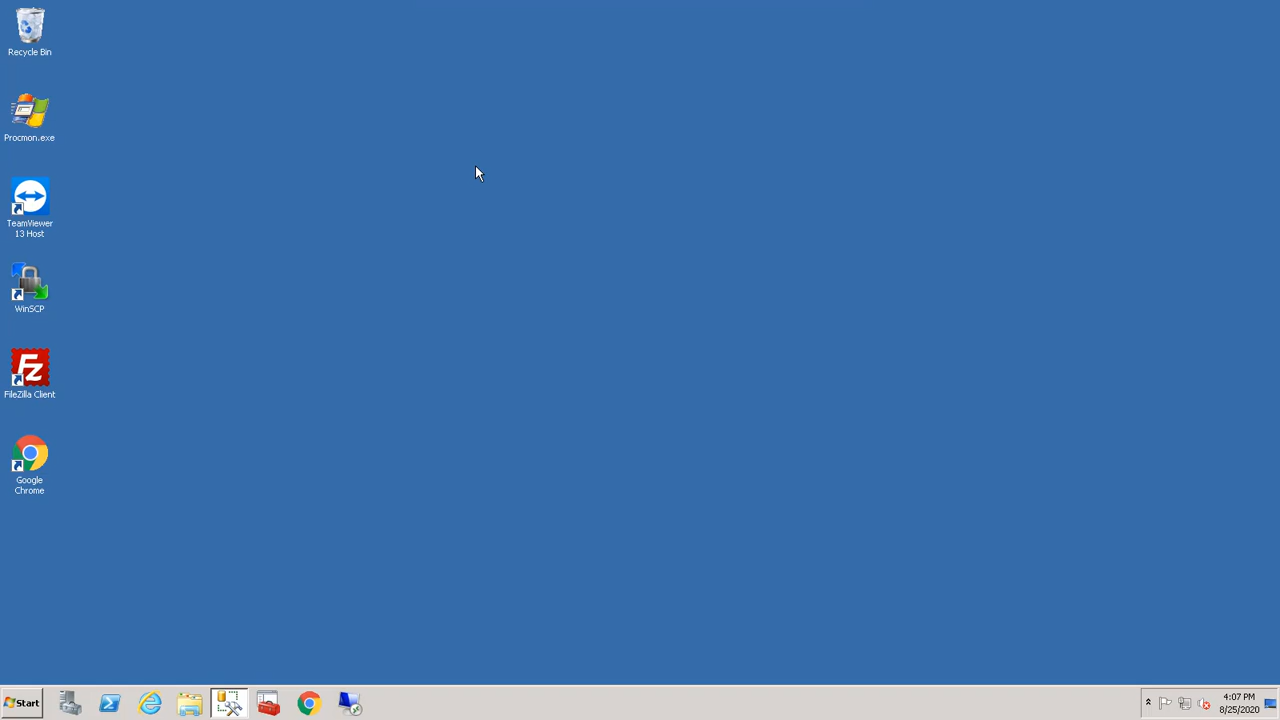 Recycle Bin
Procmon.exe
TeamViewer
13 Host
WinSCP
FileZilla Client
Google
Chrome
Start
4:07 PM
8/25/2020